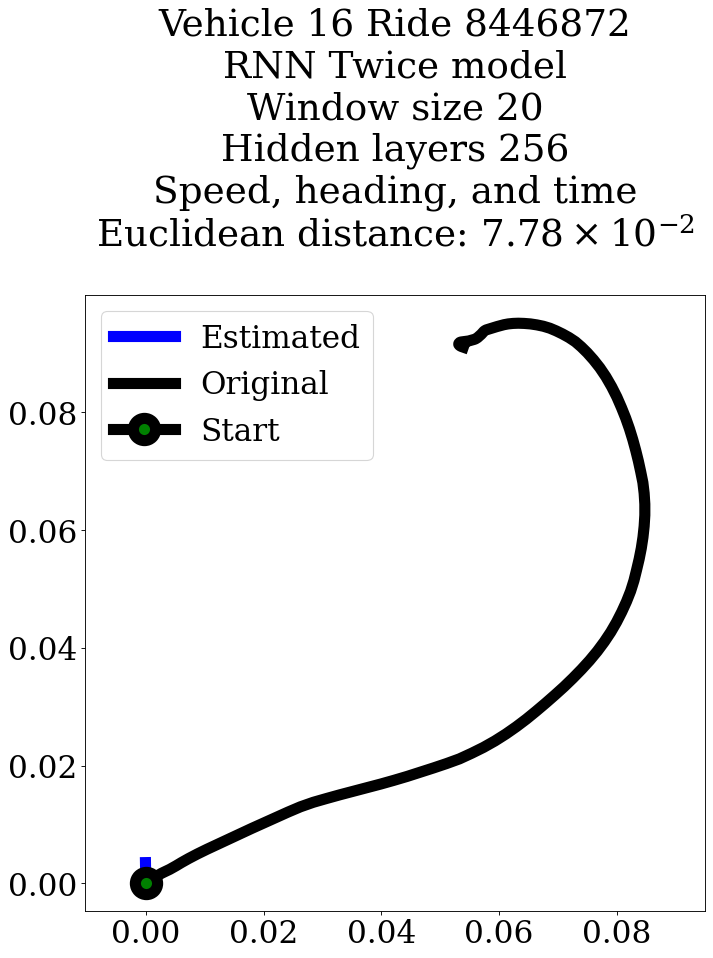 Vehicle 16 Ride 8446872
RNN Twice model
Window size 20
Hidden layers 256
Speed, heading, and time
Euclidean distance: 7.78 × 10⁻²
Estimated
Original
Start
0.08
0.06
0.04
0.02
0.00
0.00 0.02 0.04 0.06 0.08